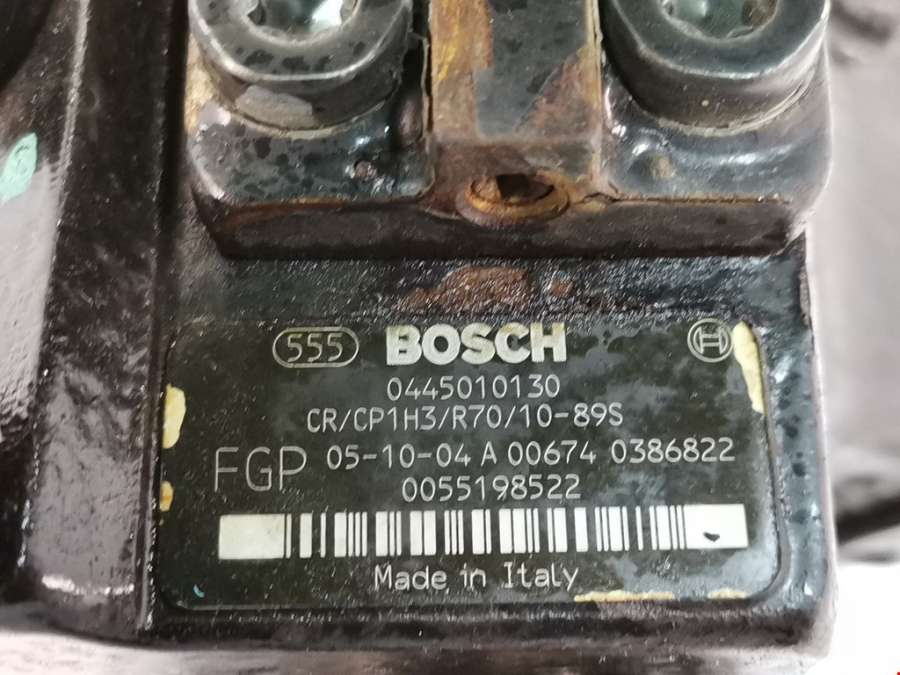 555 BOSCH
0445010130
CR/CP1H3/R70/10-89S
FGP 05-10-04 A 00674 0386822
0055198522
Made in Italy